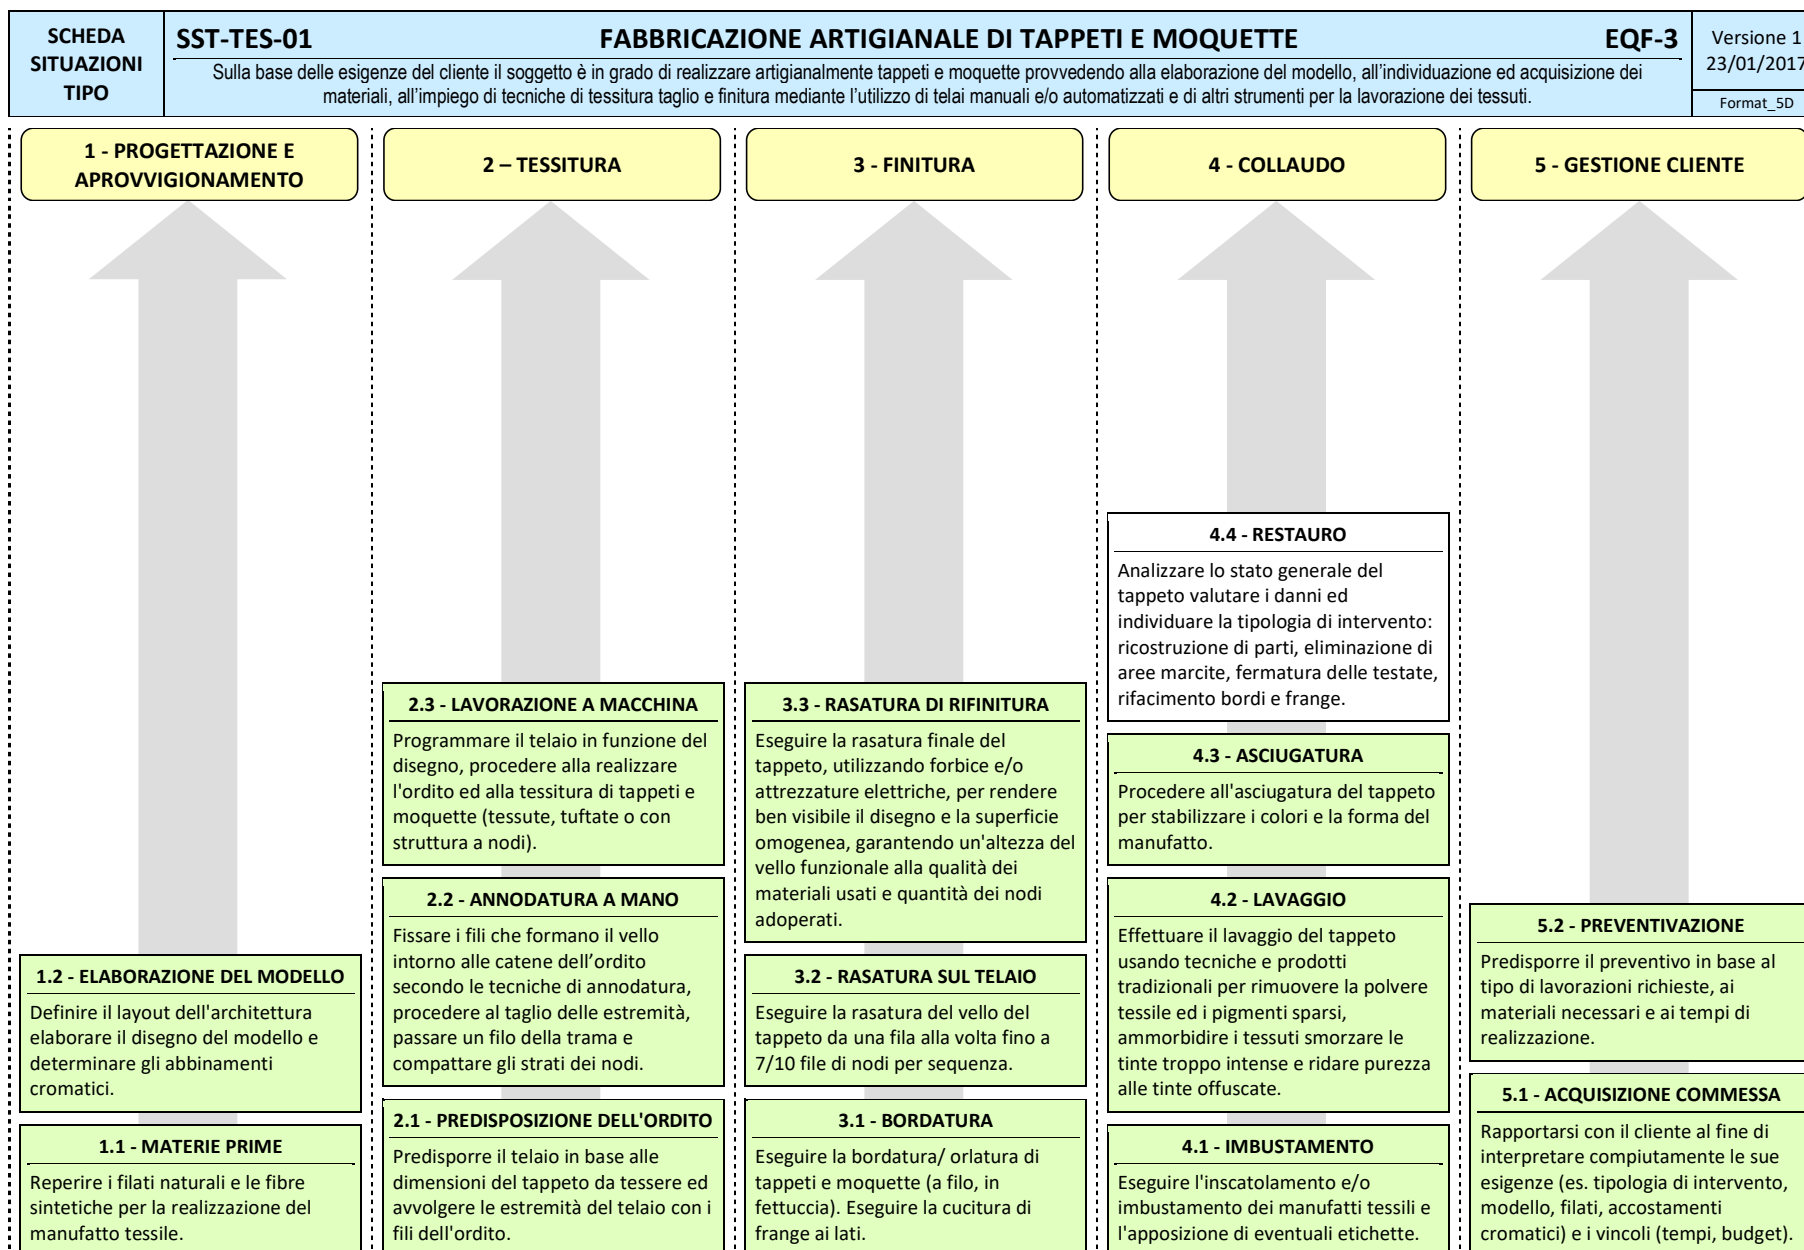 SCHEDA
SITUAZIONI
TIPO
SST-TES-01
FABBRICAZIONE ARTIGIANALE DI TAPPETI E MOQUETTE
EQF-3
Sulla base delle esigenze del cliente il soggetto è in grado di realizzare artigianalmente tappeti e moquette provvedendo alla elaborazione del modello, all'individuazione ed acquisizione dei
materiali, all'impiego di tecniche di tessitura taglio e finitura mediante l'utilizzo di telai manuali e/o automatizzati e di altri strumenti per la lavorazione dei tessuti.
Versione 1
23/01/2017
Format_5D
1 - PROGETTAZIONE E
APROVVIGIONAMENTO
1.2 - ELABORAZIONE DEL MODELLO
Definire il layout dell'architettura
elaborare il disegno del modello e
determinare gli abbinamenti
cromatici.
1.1 - MATERIE PRIME
Reperire i filati naturali e le fibre
sintetiche per la realizzazione del
manufatto tessile.
2 – TESSITURA
2.3 - LAVORAZIONE A MACCHINA
Programmare il telaio in funzione del
disegno, procedere alla realizzare
l'ordito ed alla tessitura di tappeti e
moquette (tessute, tuftate o con
struttura a nodi).
2.2 - ANNODATURA A MANO
Fissare i fili che formano il vello
intorno alle catene dell’ordito
secondo le tecniche di annodatura,
procedere al taglio delle estremità,
passare un filo della trama e
compattare gli strati dei nodi.
2.1 - PREDISPOSIZIONE DELL'ORDITO
Predisporre il telaio in base alle
dimensioni del tappeto da tessere ed
avvolgere le estremità del telaio con i
fili dell'ordito.
3 - FINITURA
3.3 - RASATURA DI RIFINITURA
Eseguire la rasatura finale del
tappeto, utilizzando forbice e/o
attrezzature elettriche, per rendere
ben visibile il disegno e la superficie
omogenea, garantendo un'altezza del
vello funzionale alla qualità dei
materiali usati e quantità dei nodi
adoperati.
3.2 - RASATURA SUL TELAIO
Eseguire la rasatura del vello del
tappeto da una fila alla volta fino a
7/10 file di nodi per sequenza.
3.1 - BORDATURA
Eseguire la bordatura/ orlatura di
tappeti e moquette (a filo, in
fettuccia). Eseguire la cucitura di
frange ai lati.
4 - COLLAUDO
4.4 - RESTAURO
Analizzare lo stato generale del
tappeto valutare i danni ed
individuare la tipologia di intervento:
ricostruzione di parti, eliminazione di
aree marcite, fermatura delle testate,
rifacimento bordi e frange.
4.3 - ASCIUGATURA
Procedere all'asciugatura del tappeto
per stabilizzare i colori e la forma del
manufatto.
4.2 - LAVAGGIO
Effettuare il lavaggio del tappeto
usando tecniche e prodotti
tradizionali per rimuovere la polvere
tessile ed i pigmenti sparsi,
ammorbidire i tessuti smorzare le
tinte troppo intense e ridare purezza
alle tinte offuscate.
4.1 - IMBUSTAMENTO
Eseguire l'inscatolamento e/o
imbustamento dei manufatti tessili e
l'apposizione di eventuali etichette.
5 - GESTIONE CLIENTE
5.2 - PREVENTIVAZIONE
Predisporre il preventivo in base al
tipo di lavorazioni richieste, ai
materiali necessari e ai tempi di
realizzazione.
5.1 - ACQUISIZIONE COMMESSA
Rapportarsi con il cliente al fine di
interpretare compiutamente le sue
esigenze (es. tipologia di intervento,
modello, filati, accostamenti
cromatici) e i vincoli (tempi, budget).